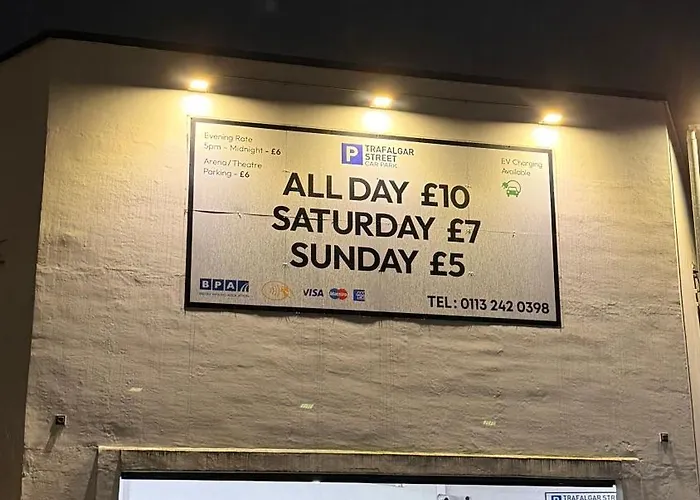 Evening Rate
5pm - Midnight - £6
Arena/Theatre
Parking - £6
P TRAFALGAR
STREET
CAR PARK
EV Charging
Available
ALL DAY £10
SATURDAY £7
SUNDAY £5
BPA
VISA
TEL: 0113 242 0398
P TRAFALGAR STR